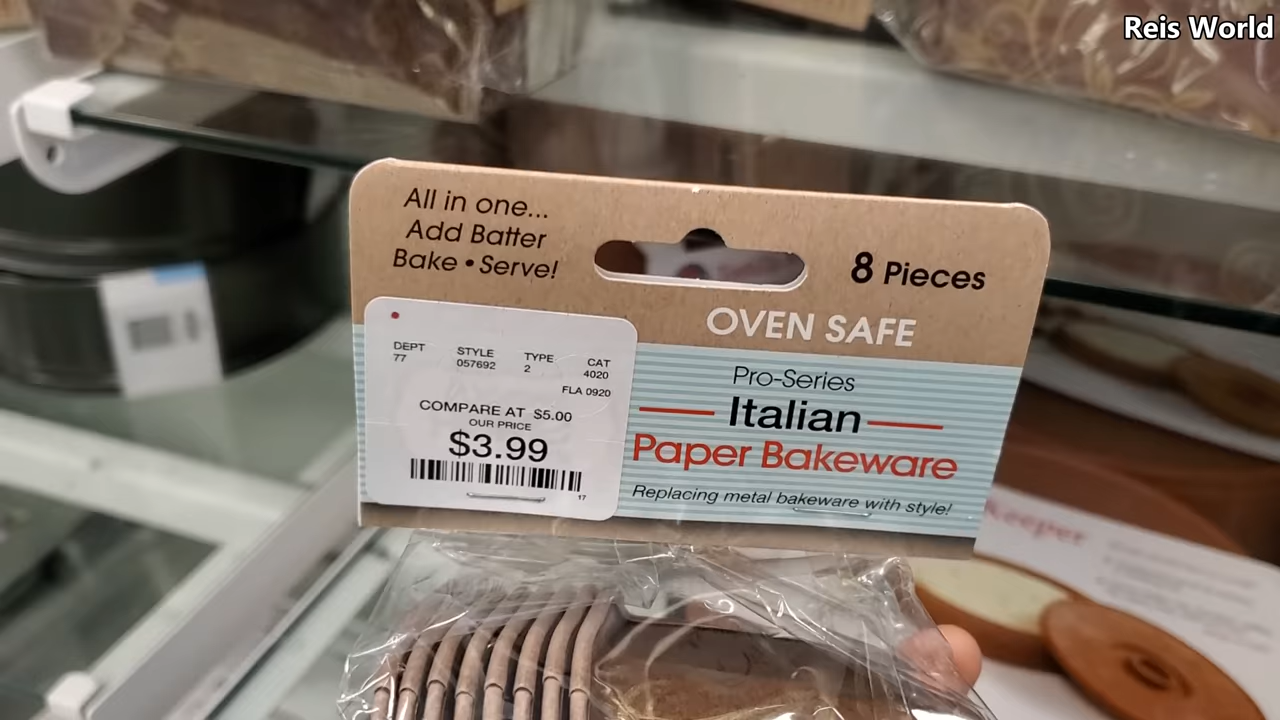 Reis World
All in one...
Add Batter
Bake • Serve!
8 Pieces
OVEN SAFE
DEPT STYLE TYPE CAT
77 057692 2 4020
FLA 0920
COMPARE AT $5.00
OUR PRICE
$3.99
17
Pro-Series
Italian
Paper Bakeware
Replacing metal bakeware with style!
keeper